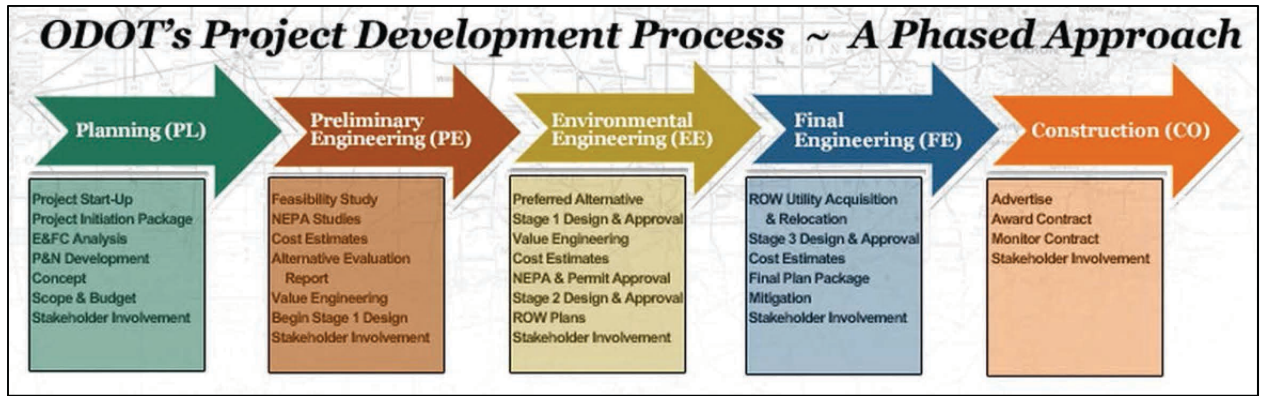 ODOT's Project Development Process ~ A Phased Approach
Planning (PL)
Project Start-Up
Project Initiation Package
E&FC Analysis
P&N Development
Concept
Scope & Budget
Stakeholder Involvement
Preliminary
Engineering (PE)
Feasibility Study
NEPA Studies
Cost Estimates
Alternative Evaluation
Report
Value Engineering
Begin Stage 1 Design
Stakeholder Involvement
Environmental
Engineering (EE)
Preferred Alternative
Stage 1 Design & Approval
Value Engineering
Cost Estimates
NEPA & Permit Approval
Stage 2 Design & Approval
ROW Plans
Stakeholder Involvement
Final
Engineering (FE)
ROW Utility Acquisition
& Relocation
Stage 3 Design & Approval
Cost Estimates
Final Plan Package
Mitigation
Stakeholder Involvement
Construction (CO)
Advertise
Award Contract
Monitor Contract
Stakeholder Involvement